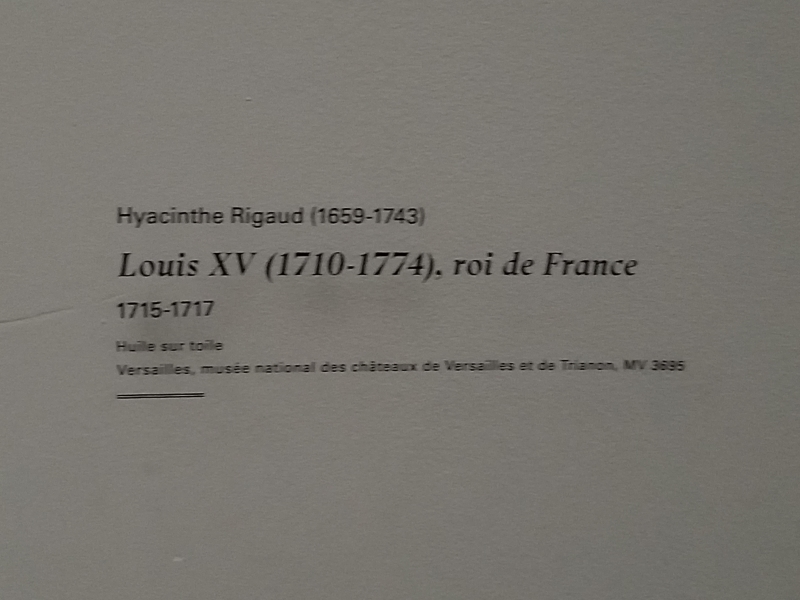 Hyacinthe Rigaud (1659-1743)
Louis XV (1710-1774), roi de France
1715-1717
Huile sur toile
Versailles, musée national des châteaux de Versailles et de Trianon, MV 3695